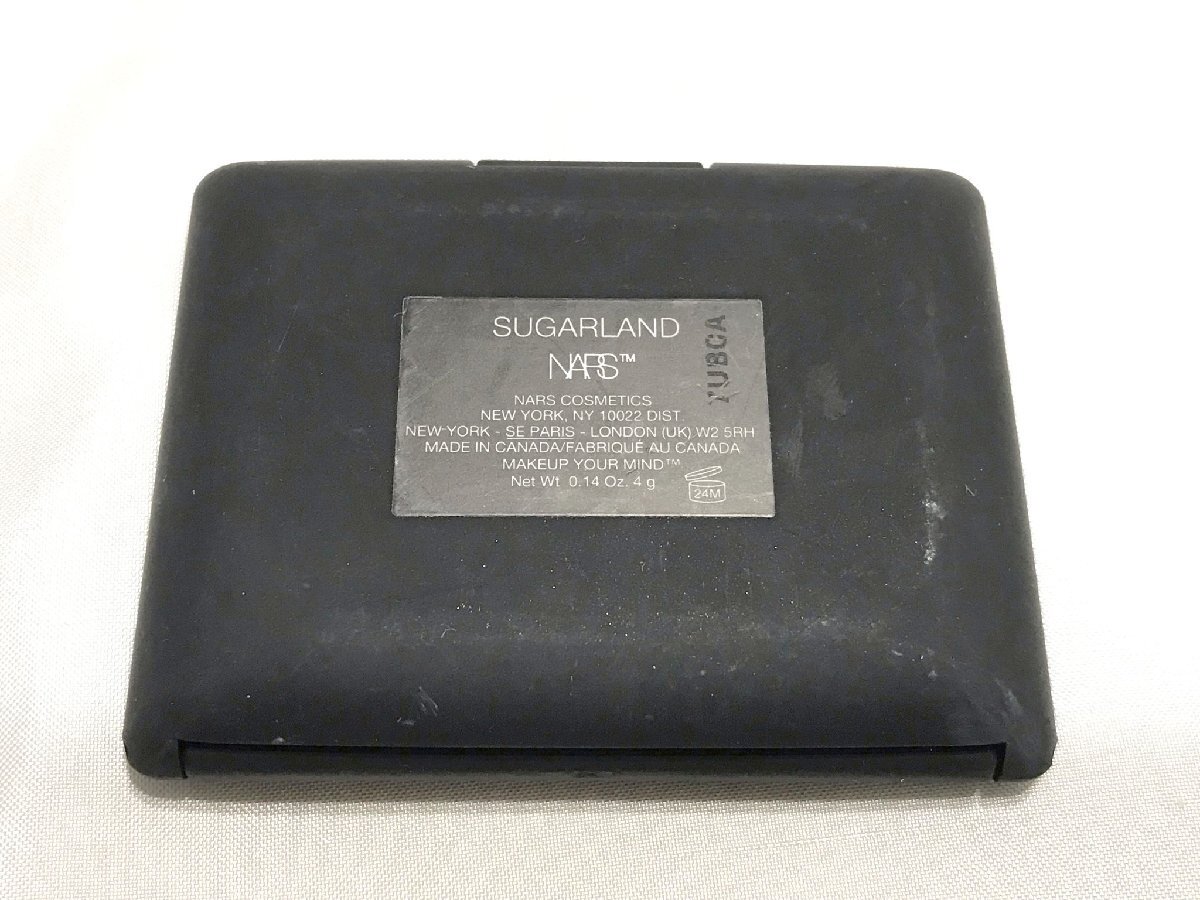 SUGARLAND
NARS™
NARS COSMETICS
NEW YORK, NY 10022 DIST.
NEW YORK - SE PARIS - LONDON (UK) W2 5RH
MADE IN CANADA/FABRIQUÉ AU CANADA
MAKEUP YOUR MIND™
Net Wt. 0.14 Oz. 4 g
24M